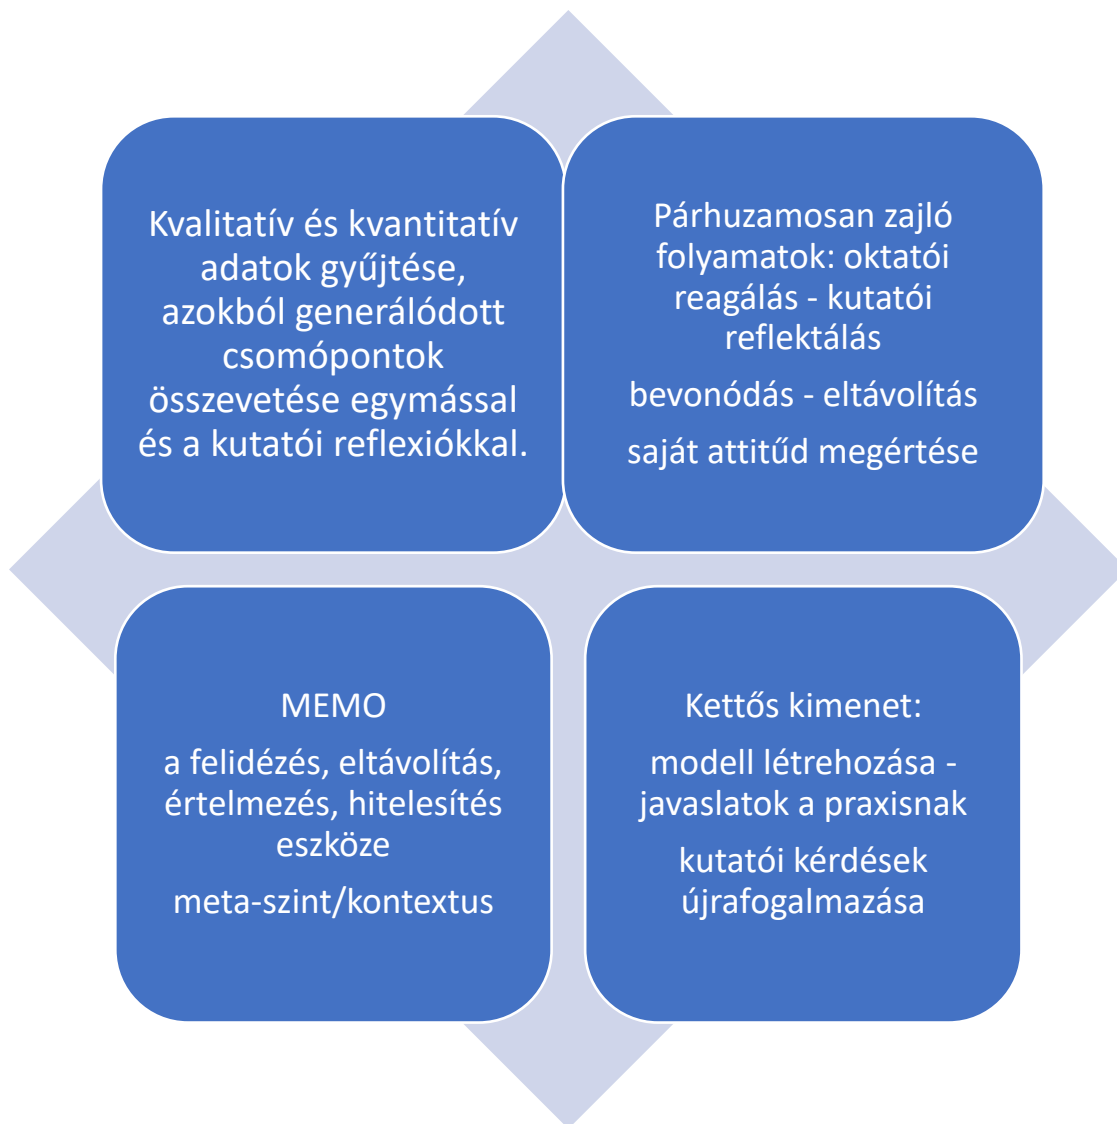 Kvalitatív és kvantitatív
adatok gyűjtése,
azokból generálódott
csomópontok
összevetése egymással
és a kutatói reflexiókkal.
Párhuzamosan zajló
folyamatok: oktatói
reagálás - kutatói
reflektálás
bevonódás - eltávolítás
saját attitűd megértése
MEMO
a felidézés, eltávolítás,
értelmezés, hitelesítés
eszköze
meta-szint/kontextus
Kettős kimenet:
modell létrehozása -
javaslatok a praxisnak
kutatói kérdések
újrafogalmazása